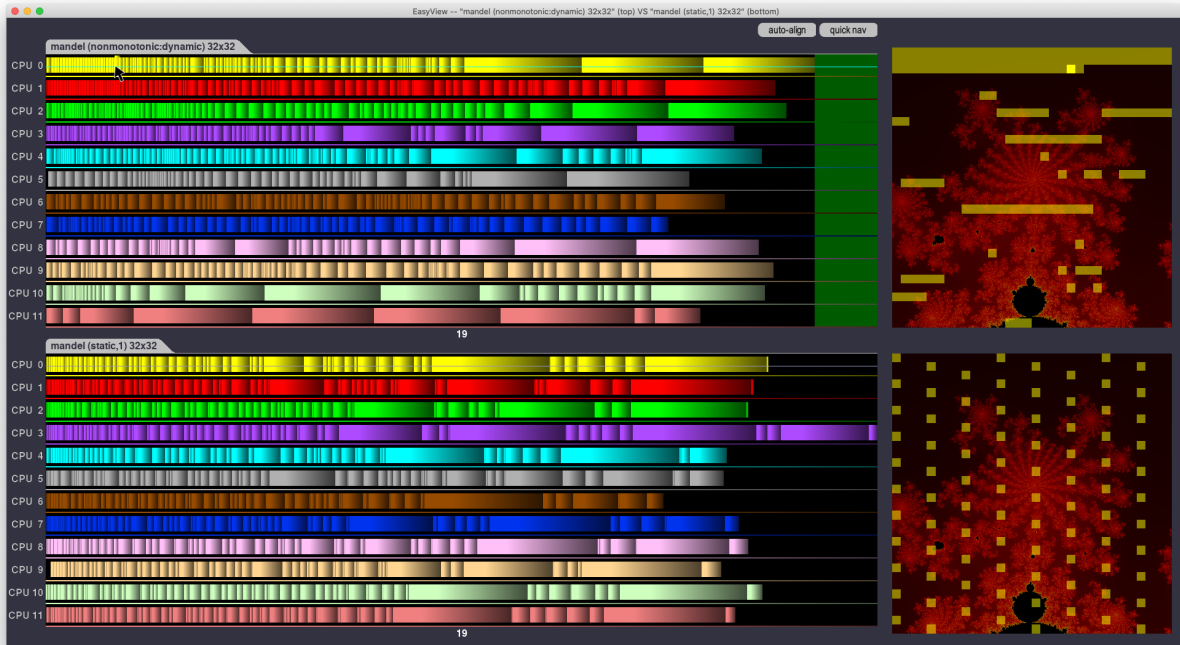 EasyView -- "mandel (nonmonotonic:dynamic) 32x32" (top) VS "mandel (static,1) 32x32" (bottom)
auto-align quick nav
mandel (nonmonotonic:dynamic) 32x32
CPU 0
CPU 1
CPU 2
CPU 3
CPU 4
CPU 5
CPU 6
CPU 7
CPU 8
CPU 9
CPU 10
CPU 11
19
mandel (static,1) 32x32
CPU 0
CPU 1
CPU 2
CPU 3
CPU 4
CPU 5
CPU 6
CPU 7
CPU 8
CPU 9
CPU 10
CPU 11
19